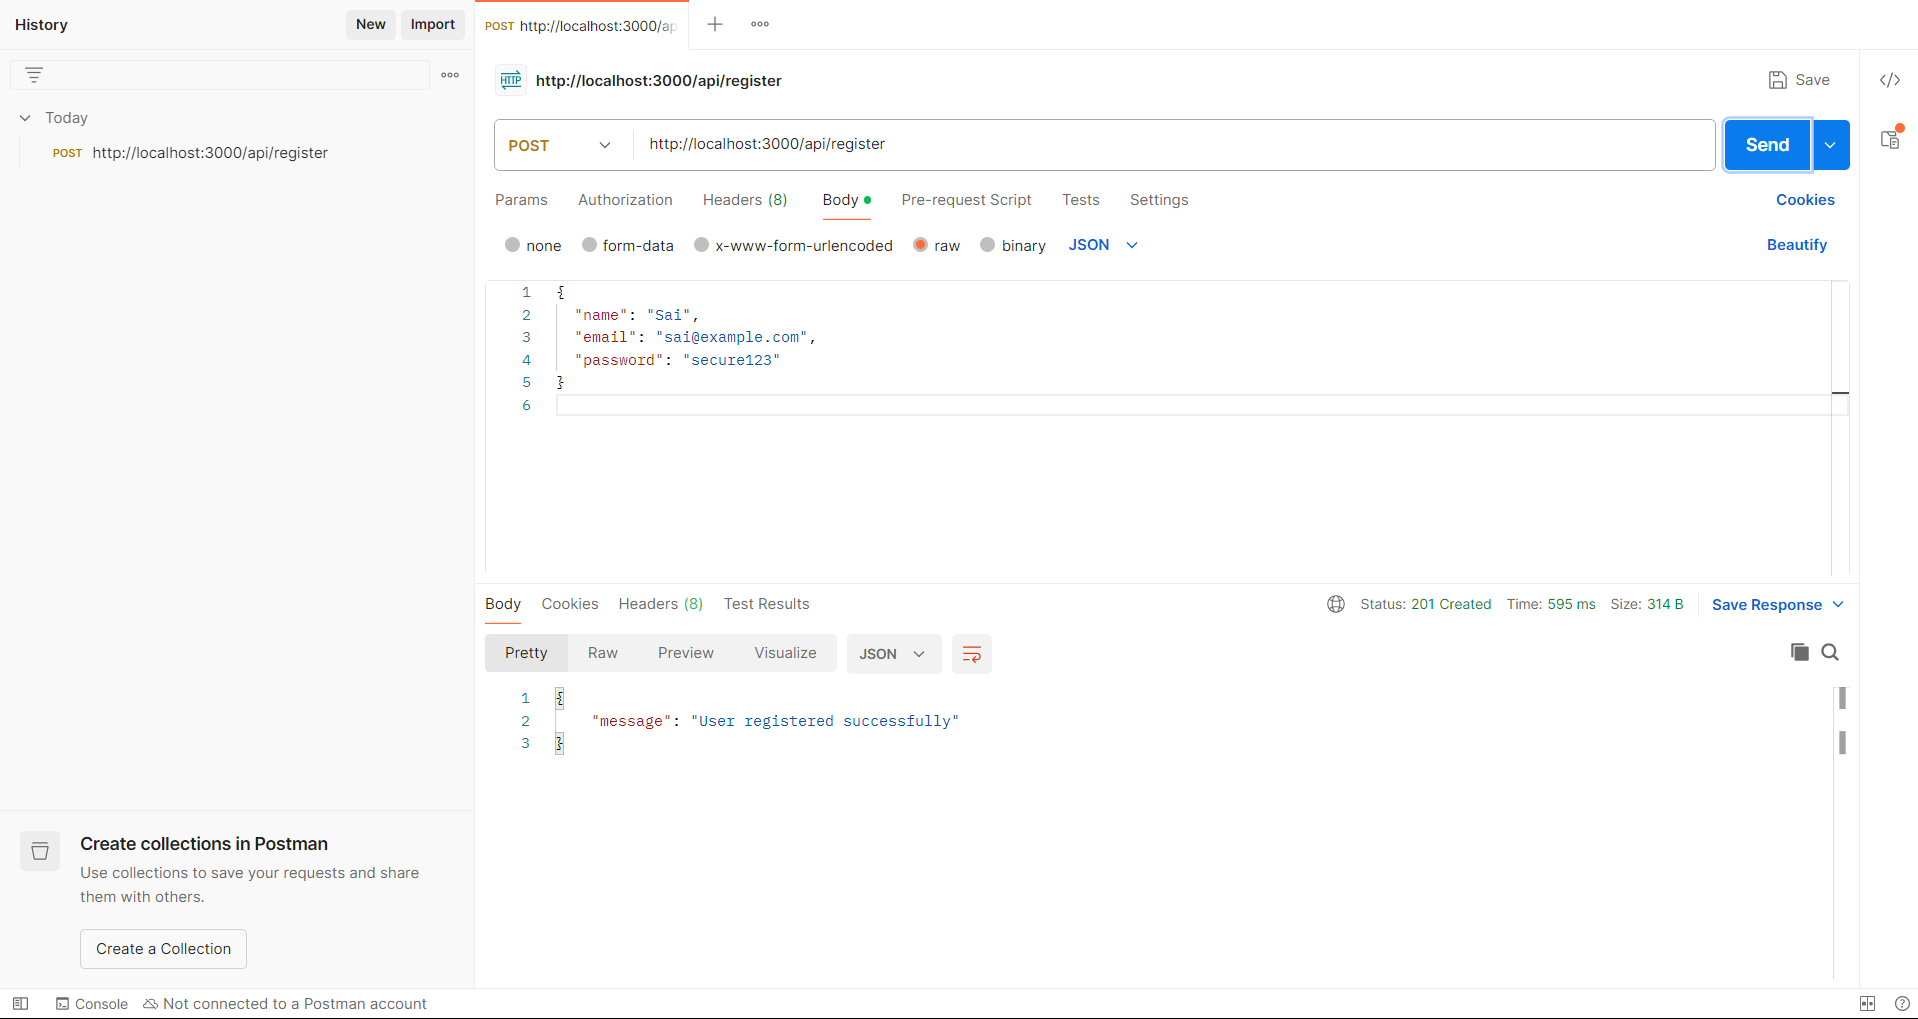 History
New
Import
Today
POST http://localhost:3000/api/register
Create collections in Postman
Use collections to save your requests and share
them with others.
Create a Collection
POST http://localhost:3000/ap
HTTP http://localhost:3000/api/register
Save
POST
http://localhost:3000/api/register
Send
Params Authorization Headers (8) Body Pre-request Script Tests Settings Cookies
none form-data x-www-form-urlencoded raw binary JSON Beautify
1 {
2 "name": "Sai",
3 "email": "sai@example.com",
4 "password": "secure123"
5 }
6
Body Cookies Headers (8) Test Results Status: 201 Created Time: 595 ms Size: 314 B Save Response
Pretty Raw Preview Visualize JSON
1 {
2 "message": "User registered successfully"
3 }
Console Not connected to a Postman account